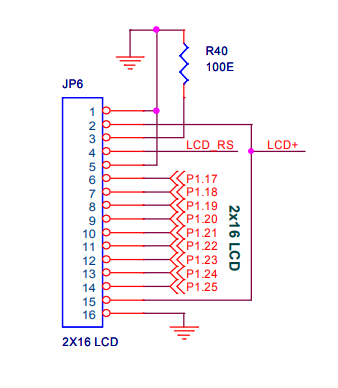 R40
100E
JP6
1
2
3
4 LCD_RS LCD+
5
6 P1.17
7 P1.18
8 P1.19
9 P1.20
10 P1.21
11 P1.22
12 P1.23
13 P1.24
14 P1.25
15
16
2x16 LCD
2X16 LCD